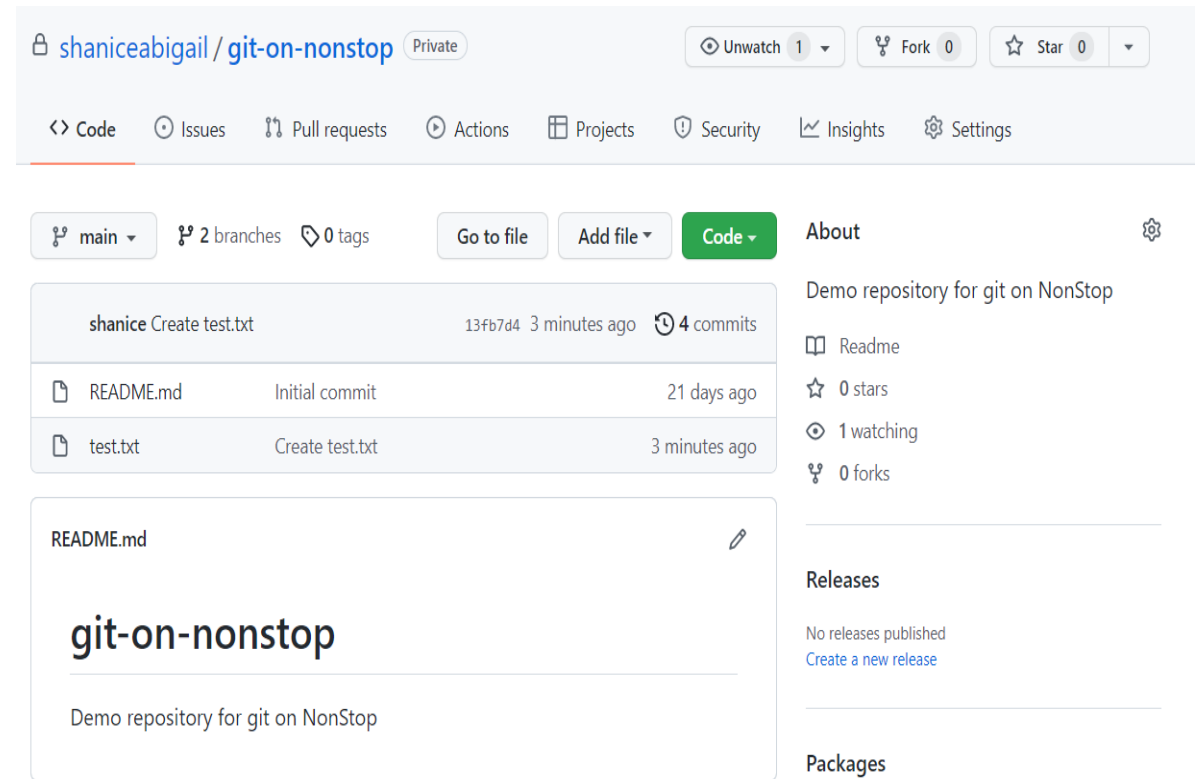 shaniceabigail / git-on-nonstop Private
Unwatch 1 Fork 0 Star 0
<> Code Issues Pull requests Actions Projects Security Insights Settings
main 2 branches 0 tags Go to file Add file Code
shanice Create test.txt 13fb7d4 3 minutes ago 4 commits
README.md Initial commit 21 days ago
test.txt Create test.txt 3 minutes ago
README.md
git-on-nonstop
Demo repository for git on NonStop
About
Demo repository for git on NonStop
Readme
0 stars
1 watching
0 forks
Releases
No releases published
Create a new release
Packages